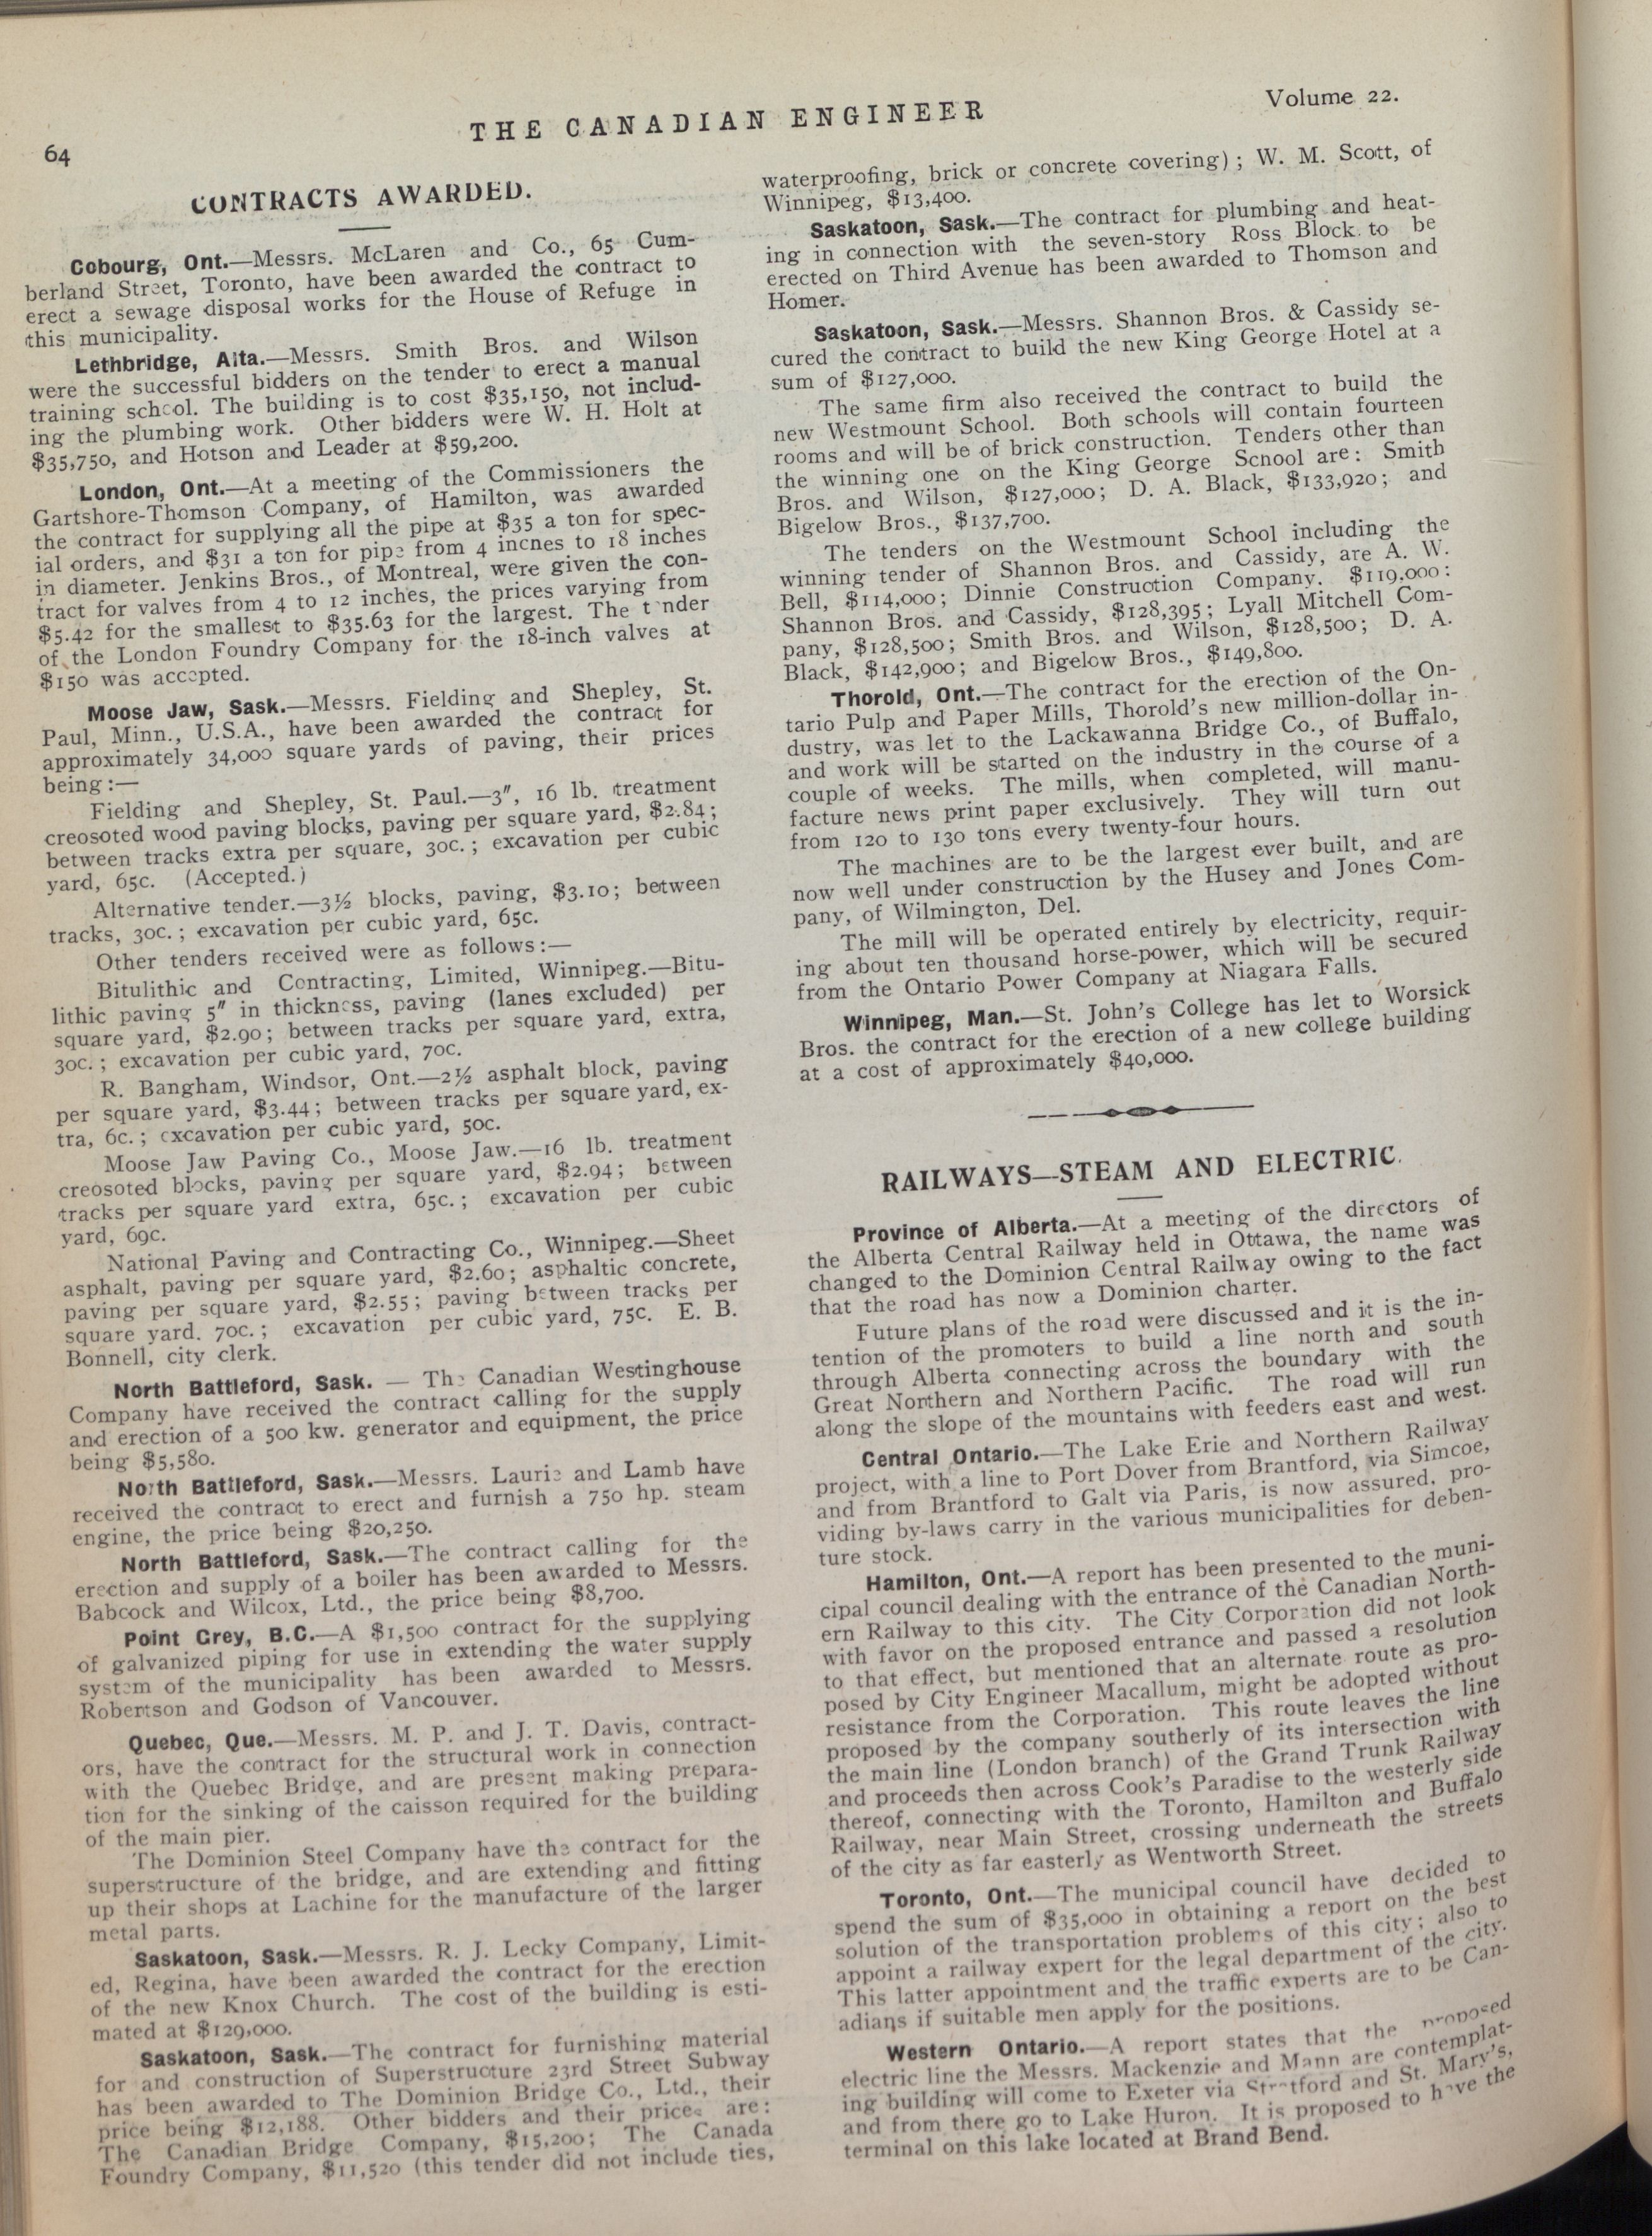 64
THE CANADIAN ENGINEER
Volume 22.
CONTRACTS AWARDED.
Cobourg, Ont.—Messrs. McLaren and Co., 65 Cum-
berland Street, Toronto, have been awarded the contract to
erect a sewage disposal works for the House of Refuge in
this municipality.
Lethbridge, Alta.—Messrs. Smith Bros. and Wilson
were the successful bidders on the tender to erect a manual
training school. The building is to cost $35,150, not includ-
ing the plumbing work. Other bidders were W. H. Holt at
$35,750, and Hotson and Leader at $59,200.
London, Ont.—At a meeting of the Commissioners the
Gartshore-Thomson Company, of Hamilton, was awarded
the contract for supplying all the pipe at $35 a ton for spec-
ial orders, and $31 a ton for pipe from 4 incnes to 18 inches
in diameter. Jenkins Bros., of Montreal, were given the con-
tract for valves from 4 to 12 inches, the prices varying from
$5.42 for the smallest to $35.63 for the largest. The t nder
of the London Foundry Company for the 18-inch valves at
$150 was accepted.
Moose Jaw, Sask.—Messrs. Fielding and Shepley, St.
Paul, Minn., U.S.A., have been awarded the contract for
approximately 34,000 square yards of paving, their prices
being:—
Fielding and Shepley, St. Paul.—3", 16 lb. treatment
creosoted wood paving blocks, paving per square yard, $2.84;
between tracks extra per square, 30c.; excavation per cubic
yard, 65c. (Accepted.)
Alternative tender.—3½ blocks, paving, $3.10; between
tracks, 30c.; excavation per cubic yard, 65c.
Other tenders received were as follows:—
Bitulithic and Contracting, Limited, Winnipeg.—Bitu-
lithic paving 5" in thickness, paving (lanes excluded) per
square yard, $2.90; between tracks per square yard, extra,
30c.; excavation per cubic yard, 70c.
R. Bangham, Windsor, Ont.—2½ asphalt block, paving
per square yard, $3.44; between tracks per square yard, ex-
tra, 6c.; excavation per cubic yard, 50c.
Moose Jaw Paving Co., Moose Jaw.—16 lb. treatment
creosoted blocks, paving per square yard, $2.94; between
tracks per square yard extra, 65c.; excavation per cubic
yard, 69c.
National Paving and Contracting Co., Winnipeg.—Sheet
asphalt, paving per square yard, $2.60; asphaltic concrete,
paving per square yard, $2.55; paving between tracks per
square yard. 70c.; excavation per cubic yard, 75c. E. B.
Bonnell, city clerk.
North Battleford, Sask. — The Canadian Westinghouse
Company have received the contract calling for the supply
and erection of a 500 kw. generator and equipment, the price
being $5,580.
North Battleford, Sask.—Messrs. Laurie and Lamb have
received the contract to erect and furnish a 750 hp. steam
engine, the price being $20,250.
North Battleford, Sask.—The contract calling for the
erection and supply of a boiler has been awarded to Messrs.
Babcock and Wilcox, Ltd., the price being $8,700.
Point Grey, B.C.—A $1,500 contract for the supplying
of galvanized piping for use in extending the water supply
system of the municipality has been awarded to Messrs.
Robertson and Godson of Vancouver.
Quebec, Que.—Messrs. M. P. and J. T. Davis, contract-
ors, have the contract for the structural work in connection
with the Quebec Bridge, and are present making prepara-
tion for the sinking of the caisson required for the building
of the main pier.
The Dominion Steel Company have the contract for the
superstructure of the bridge, and are extending and fitting
up their shops at Lachine for the manufacture of the larger
metal parts.
Saskatoon, Sask.—Messrs. R. J. Lecky Company, Limit-
ed, Regina, have been awarded the contract for the erection
of the new Knox Church. The cost of the building is esti-
mated at $129,000.
Saskatoon, Sask.—The contract for furnishing material
for and construction of Superstructure 23rd Street Subway
has been awarded to The Dominion Bridge Co., Ltd., their
price being $12,188. Other bidders and their prices are:
The Canadian Bridge Company, $15,200; The Canada
Foundry Company, $11,520 (this tender did not include ties,
waterproofing, brick or concrete covering); W. M. Scott, of
Winnipeg, $13,400.
Saskatoon, Sask.—The contract for plumbing and heat-
ing in connection with the seven-story Ross Block to be
erected on Third Avenue has been awarded to Thomson and
Homer.
Saskatoon, Sask.—Messrs. Shannon Bros. & Cassidy se-
cured the contract to build the new King George Hotel at a
sum of $127,000.
The same firm also received the contract to build the
new Westmount School. Both schools will contain fourteen
rooms and will be of brick construction. Tenders other than
the winning one on the King George School are: Smith
Bros. and Wilson, $127,000; D. A. Black, $133,920; and
Bigelow Bros., $137,700.
The tenders on the Westmount School including the
winning tender of Shannon Bros. and Cassidy, are A. W.
Bell, $114,000; Dinnie Construction Company. $119,000:
Shannon Bros. and Cassidy, $128,395; Lyall Mitchell Com-
pany, $128,500; Smith Bros. and Wilson, $128,500; D. A.
Black, $142,900; and Bigelow Bros., $149,800.
Thorold, Ont.—The contract for the erection of the On-
tario Pulp and Paper Mills, Thorold's new million-dollar in-
dustry, was let to the Lackawanna Bridge Co., of Buffalo,
and work will be started on the industry in the course of a
couple of weeks. The mills, when completed, will manu-
facture news print paper exclusively. They will turn out
from 120 to 130 tons every twenty-four hours.
The machines are to be the largest ever built, and are
now well under construction by the Husey and Jones Com-
pany, of Wilmington, Del.
The mill will be operated entirely by electricity, requir-
ing about ten thousand horse-power, which will be secured
from the Ontario Power Company at Niagara Falls.
Winnipeg, Man.—St. John's College has let to Worsick
Bros. the contract for the erection of a new college building
at a cost of approximately $40,000.
RAILWAYS—STEAM AND ELECTRIC.
Province of Alberta.—At a meeting of the directors of
the Alberta Central Railway held in Ottawa, the name was
changed to the Dominion Central Railway owing to the fact
that the road has now a Dominion charter.
Future plans of the road were discussed and it is the in-
tention of the promoters to build a line north and south
through Alberta connecting across the boundary with the
Great Northern and Northern Pacific. The road will run
along the slope of the mountains with feeders east and west.
Central Ontario.—The Lake Erie and Northern Railway
project, with a line to Port Dover from Brantford, via Simcoe,
and from Brantford to Galt via Paris, is now assured, pro-
viding by-laws carry in the various municipalities for deben-
ture stock.
Hamilton, Ont.—A report has been presented to the muni-
cipal council dealing with the entrance of the Canadian North-
ern Railway to this city. The City Corporation did not look
with favor on the proposed entrance and passed a resolution
to that effect, but mentioned that an alternate route as pro-
posed by City Engineer Macallum, might be adopted without
resistance from the Corporation. This route leaves the line
proposed by the company southerly of its intersection with
the main line (London branch) of the Grand Trunk Railway
and proceeds then across Cook's Paradise to the westerly side
thereof, connecting with the Toronto, Hamilton and Buffalo
Railway, near Main Street, crossing underneath the streets
of the city as far easterly as Wentworth Street.
Toronto, Ont.—The municipal council have decided to
spend the sum of $35,000 in obtaining a report on the best
solution of the transportation problems of this city; also to
appoint a railway expert for the legal department of the city.
This latter appointment and the traffic experts are to be Can-
adians if suitable men apply for the positions.
Western Ontario.—A report states that the proposed
electric line the Messrs. Mackenzie and Mann are contemplat-
ing building will come to Exeter via Stratford and St. Mary's,
and from there go to Lake Huron. It is proposed to have the
terminal on this lake located at Brand Bend.